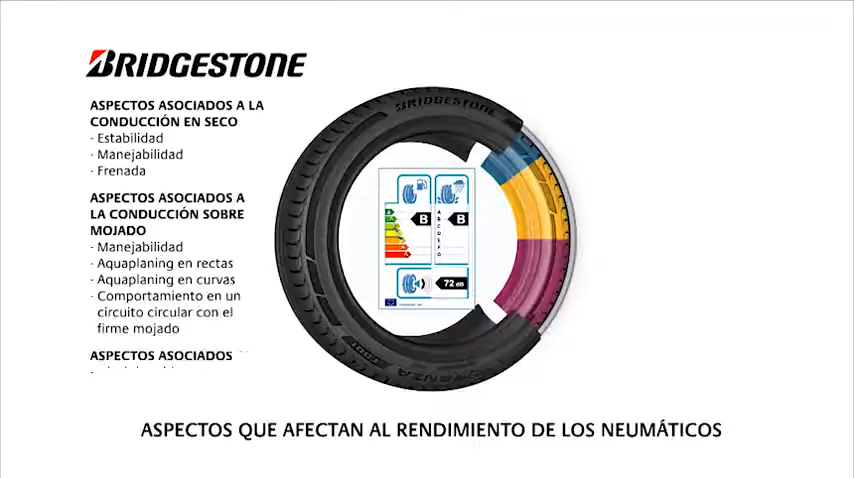 BRIDGESTONE
ASPECTOS ASOCIADOS A LA
CONDUCCIÓN EN SECO
- Estabilidad
- Manejabilidad
- Frenada
ASPECTOS ASOCIADOS A
LA CONDUCCIÓN SOBRE
MOJADO
- Manejabilidad
- Aquaplaning en rectas
- Aquaplaning en curvas
- Comportamiento en un
circuito circular con el
firme mojado
ASPECTOS ASOCIADOS
BRIDGESTONE
B
B
A
B
C
D
E
F
G
72 dB
ASPECTOS QUE AFECTAN AL RENDIMIENTO DE LOS NEUMÁTICOS